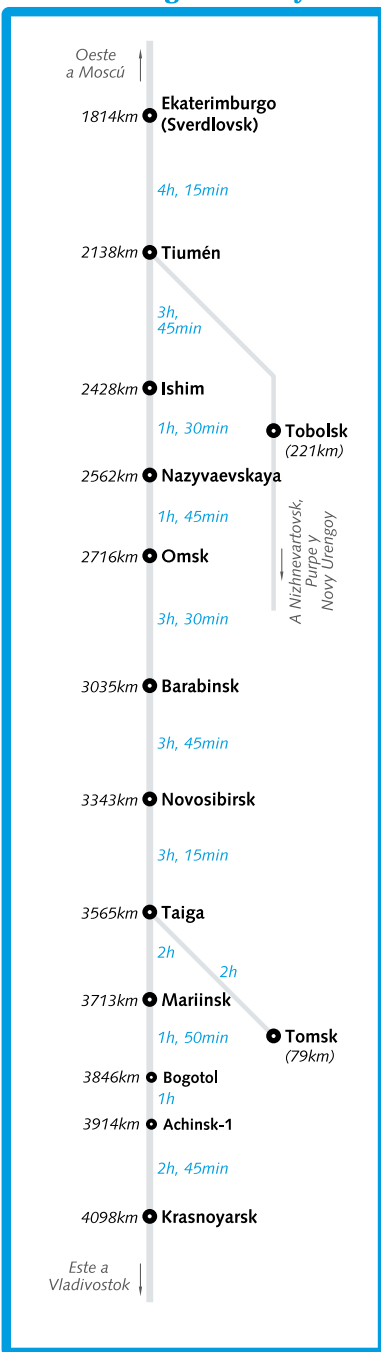 Oeste
a Moscú
Ekaterimburgo
1814km (Sverdlovsk)
4h, 15min
2138km Tiumén
3h,
45min
2428km Ishim
1h, 30min
Tobolsk
(221km)
2562km Nazyvaevskaya
1h, 45min
A Nizhnevartovsk,
Purpe y
Novy Urengoy
2716km Omsk
3h, 30min
3035km Barabinsk
3h, 45min
3343km Novosibirsk
3h, 15min
3565km Taiga
2h
2h
3713km Mariinsk
1h, 50min
Tomsk
(79km)
3846km Bogotol
1h
3914km Achinsk-1
2h, 45min
4098km Krasnoyarsk
Este a
Vladivostok